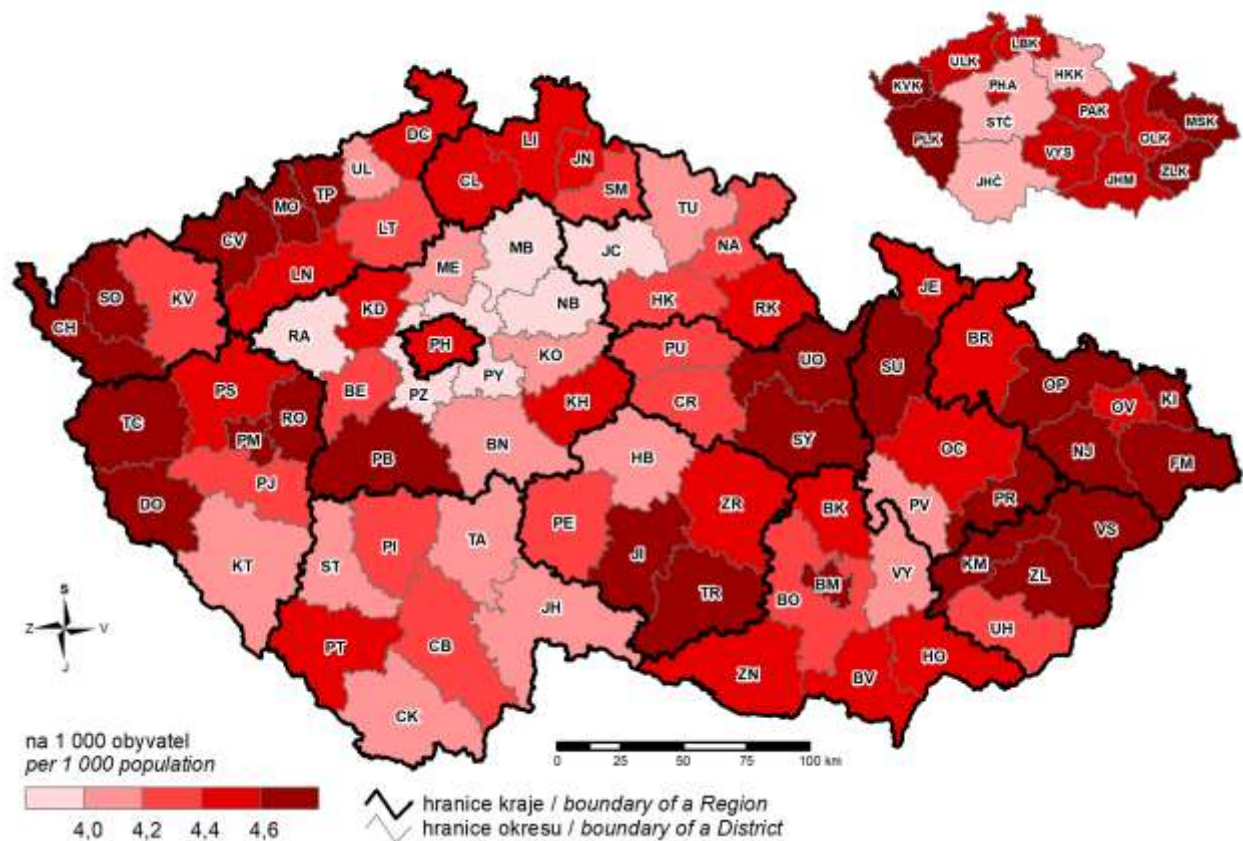 LBK
ULK
HKK
KVK
PHA
PAK
STČ
MSK
OLK
PLK
VYS
ZLK
JHM
JHČ
DC
LI
JN
UL
CL
TP
SM
MO
TU
LT
CV
MB
JC
NA
ME
LN
SO
KV
NB
HK
JE
KD
RK
CH
RA
PH
BR
KO
PU
UO
SU
PS
BE
PY
OP
PZ
KI
TC
RO
KH
CR
OV
PM
SY
OC
NJ
BN
PB
HB
FM
PJ
PR
DO
ZR
BK
PV
VS
PE
PI
TA
JI
KM
KT
ST
VY
ZL
BM
TR
BO
JH
S
Z V
J
UH
PT
CB
HO
ZN
BV
CK
na 1 000 obyvatel
per 1 000 population
0 25 50 75 100 km
4,0 4,2 4,4 4,6
hranice kraje / boundary of a Region
hranice okresu / boundary of a District